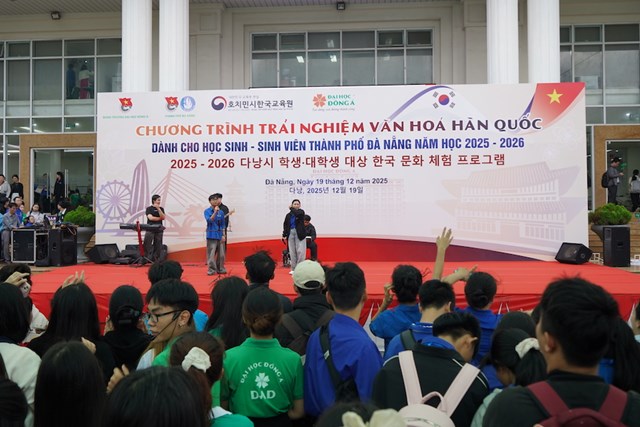 호치민시한국교육원
ĐẠI HỌC
ĐÔNG Á
CHƯƠNG TRÌNH TRẢI NGHIỆM VĂN HOÁ HÀN QUỐC
DÀNH CHO HỌC SINH - SINH VIÊN THÀNH PHỐ ĐÀ NẴNG NĂM HỌC 2025 - 2026
2025 - 2026 다낭시 학생·대학생 대상 한국 문화 체험 프로그램
Đà Nẵng, Ngày 19 tháng 12 năm 2025
다낭, 2025년 12월 19일
ĐẠI HỌC ĐÔNG Á
DAD